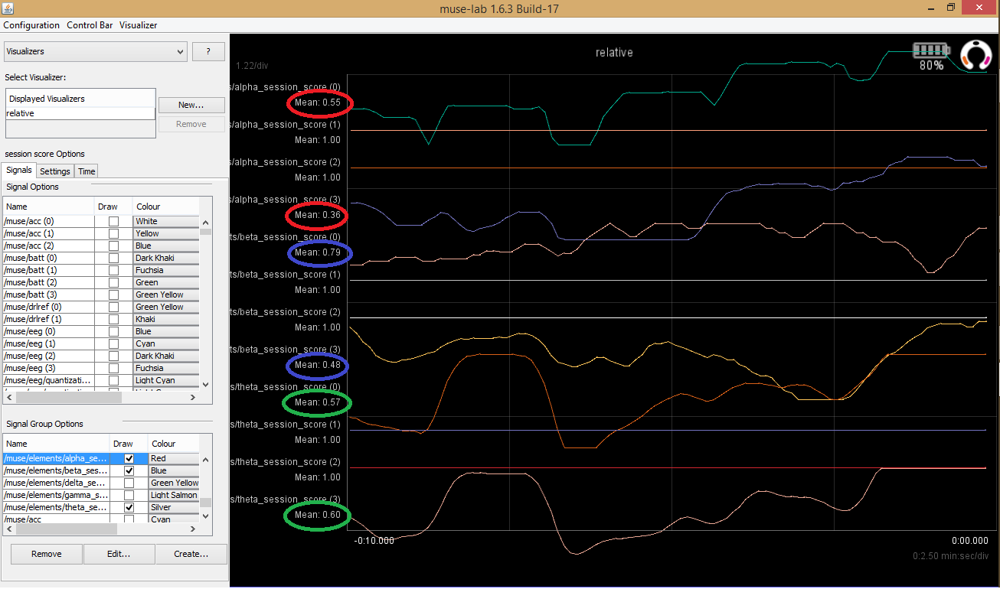 muse-lab 1.6.3 Build-17
Configuration Control Bar Visualizer
Visualizers
?
Select Visualizer:
Displayed Visualizers
relative
New...
Remove
session score Options
Signals Settings Time
Signal Options
Name Draw Colour
/muse/acc (0) White
/muse/acc (1) Yellow
/muse/acc (2) Blue
/muse/batt (0) Dark Khaki
/muse/batt (1) Fuchsia
/muse/batt (2) Green
/muse/batt (3) Green Yellow
/muse/drlref (0) Green Yellow
/muse/drlref (1) Khaki
/muse/eeg (0) Blue
/muse/eeg (1) Cyan
/muse/eeg (2) Dark Khaki
/muse/eeg (3) Fuchsia
/muse/eeg/quantizati... Light Cyan
Signal Group Options
Name Draw Colour
/muse/elements/alpha_se... Red
/muse/elements/beta_ses... Blue
/muse/elements/delta_se... Green Yellow
/muse/elements/gamma_s... Light Salmon
/muse/elements/theta_se... Silver
/muse/acc Cyan
Remove Edit... Create...
relative
80%
1.22/div
s/alpha_session_score (0)
Mean: 0.55
s/alpha_session_score (1)
Mean: 1.00
s/alpha_session_score (2)
Mean: 1.00
s/alpha_session_score (3)
Mean: 0.36
ts/beta_session_score (0)
Mean: 0.79
ts/beta_session_score (1)
Mean: 1.00
ts/beta_session_score (2)
Mean: 1.00
ts/beta_session_score (3)
Mean: 0.48
s/theta_session_score (0)
Mean: 0.57
s/theta_session_score (1)
Mean: 1.00
s/theta_session_score (2)
Mean: 1.00
s/theta_session_score (3)
Mean: 0.60
-0:10.000 0:00.000
0:2.50 min:sec/div